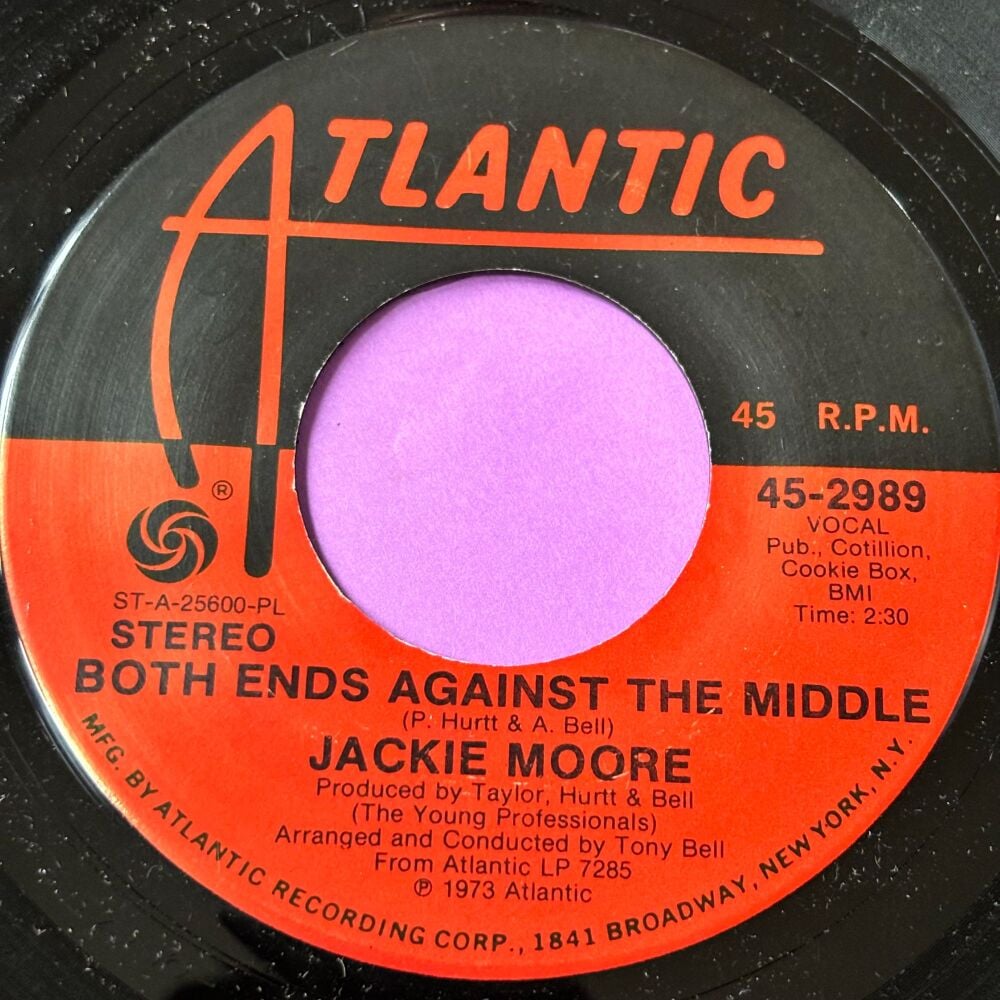 ATLANTIC
45 R.P.M.
®
45-2989
VOCAL
Pub., Cotillion,
Cookie Box,
BMI
Time: 2:30
ST-A-25600-PL
STEREO
BOTH ENDS AGAINST THE MIDDLE
(P. Hurtt & A. Bell)
JACKIE MOORE
Produced by Taylor, Hurtt & Bell
(The Young Professionals)
Arranged and Conducted by Tony Bell
From Atlantic LP 7285
℗ 1973 Atlantic
MFG. BY ATLANTIC RECORDING CORP., 1841 BROADWAY, NEW YORK, N.Y.